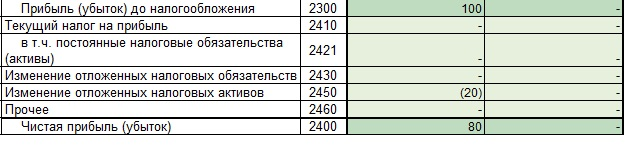 Прибыль (убыток) до налогообложения 2300 100 -
Текущий налог на прибыль 2410 - -
в т.ч. постоянные налоговые обязательства
(активы) 2421 - -
Изменение отложенных налоговых обязательств 2430 - -
Изменение отложенных налоговых активов 2450 (20) -
Прочее 2460 - -
Чистая прибыль (убыток) 2400 80 -